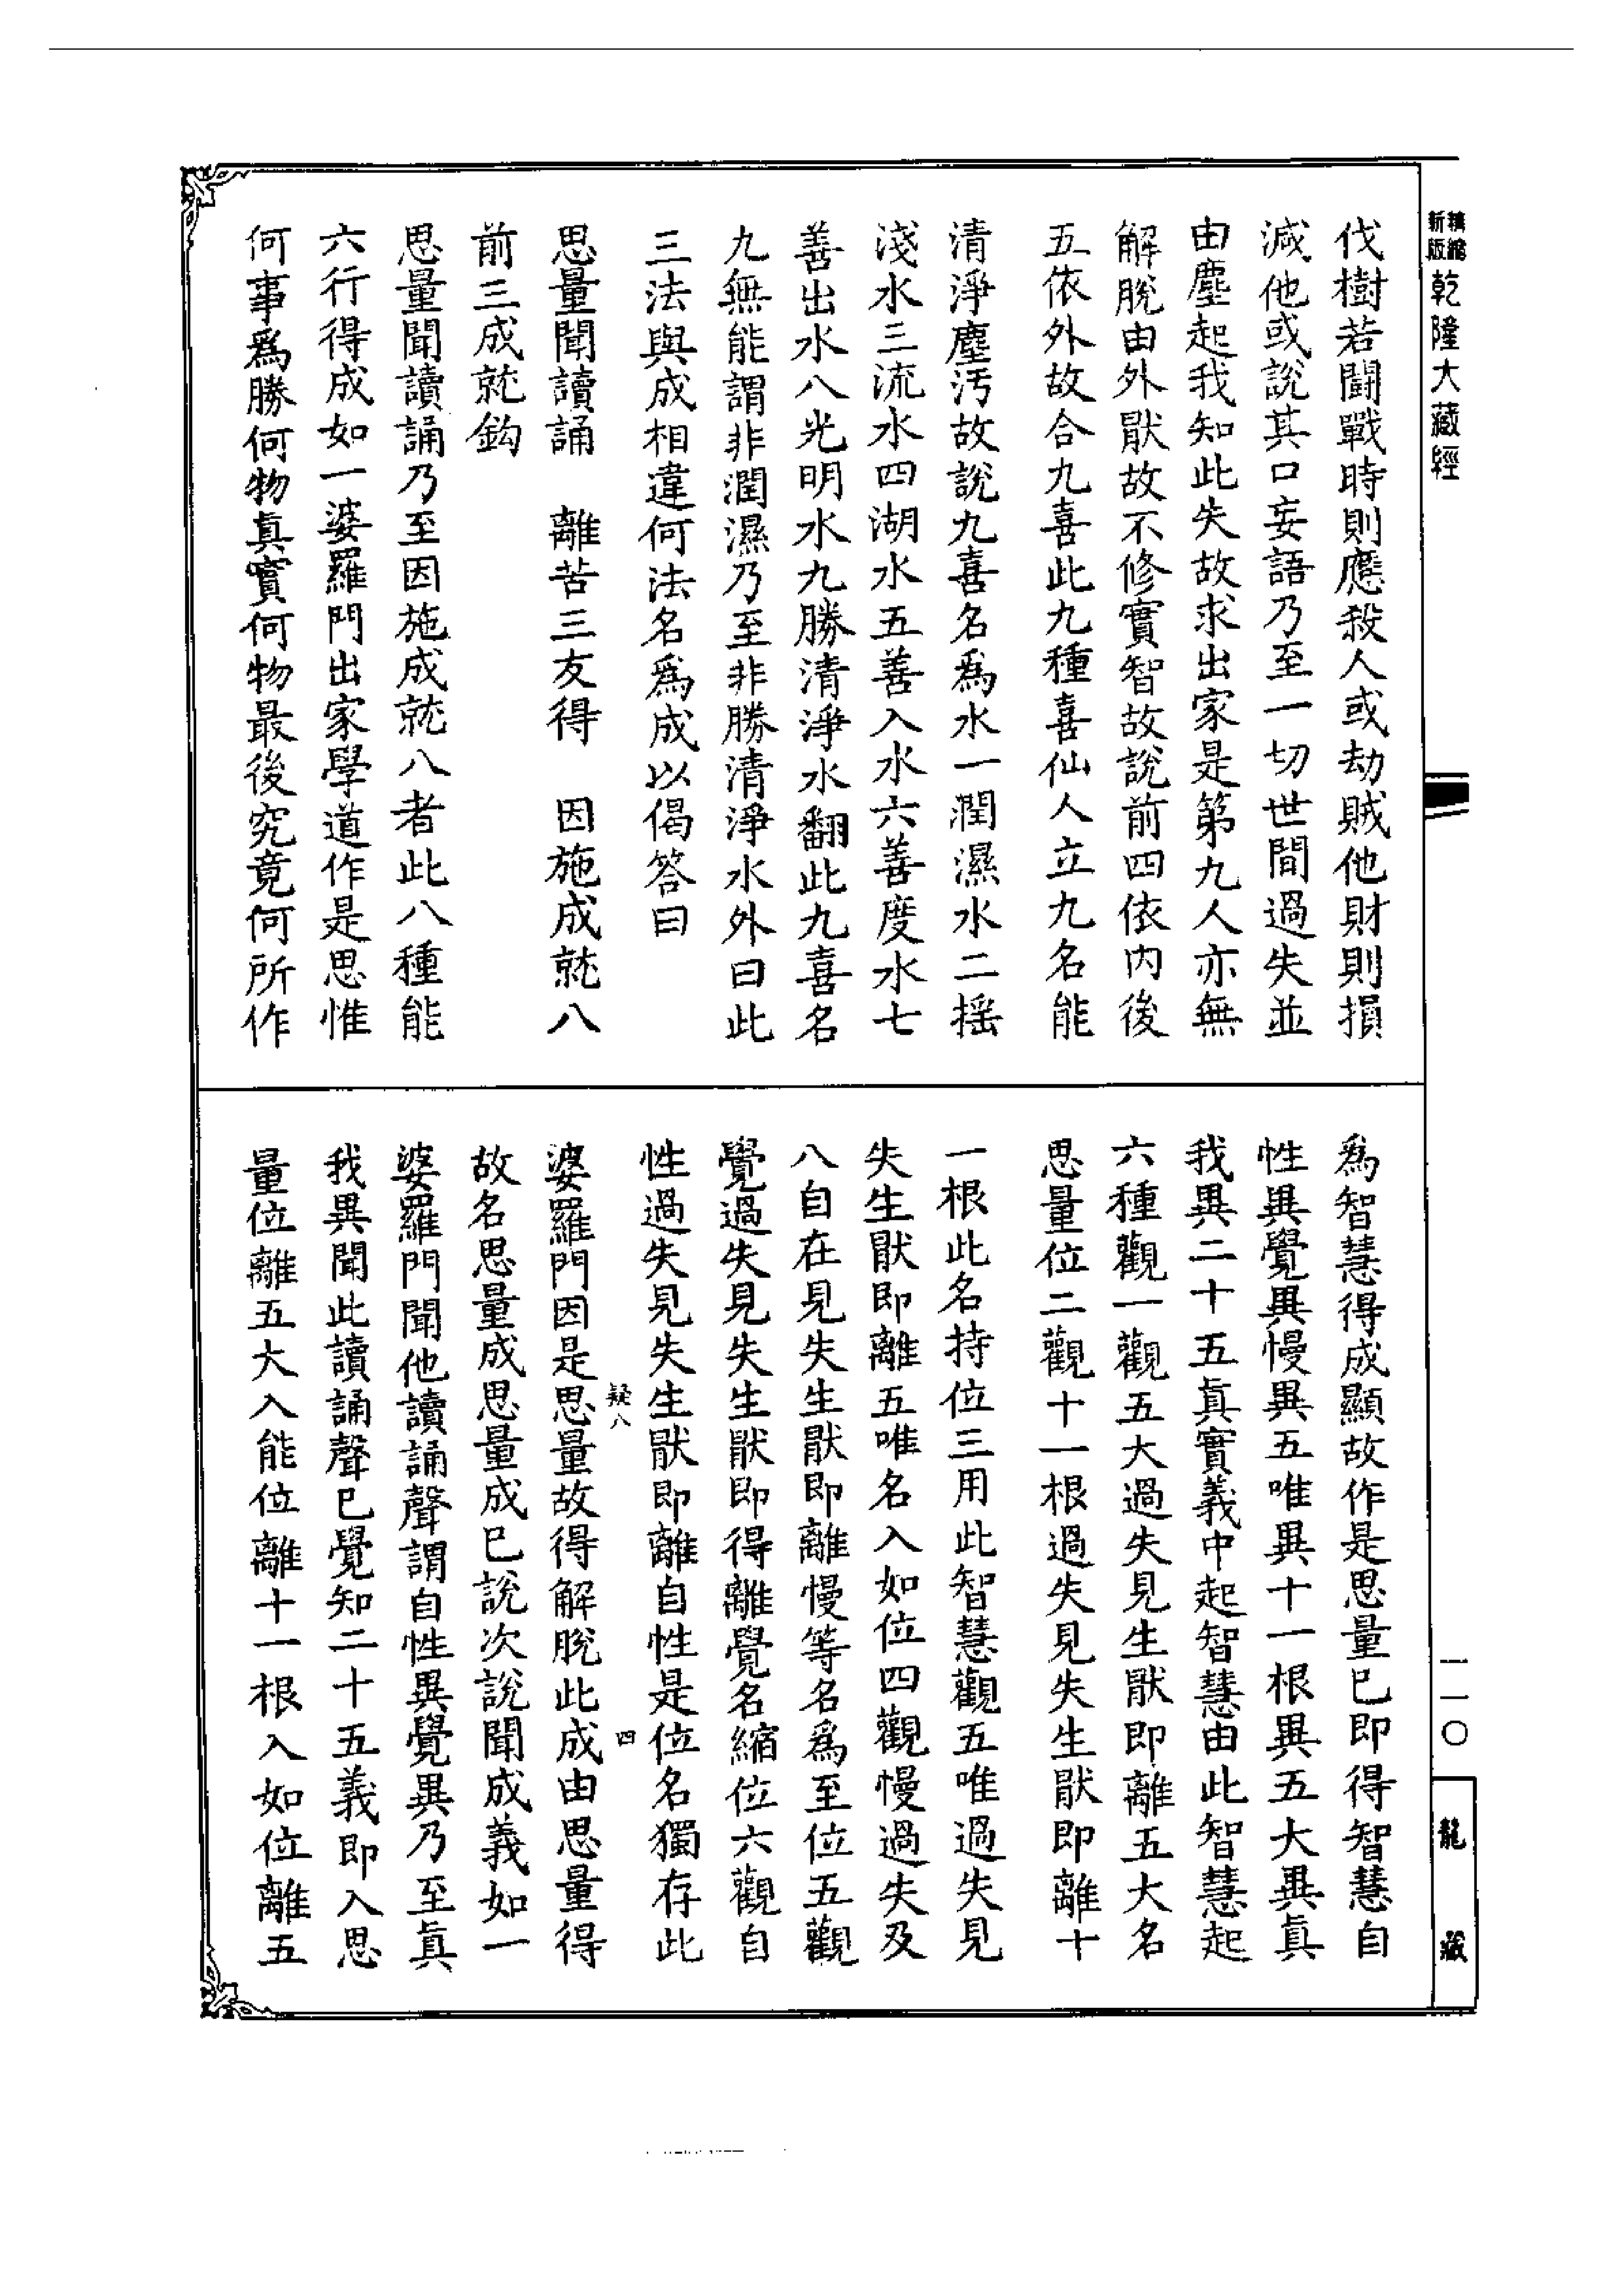 精縮
新版
乾隆大藏經
伐樹若鬪戰時則應殺人或劫賊他財則損
減他或說其口妄語乃至一切世間過失並
由塵起我知此失故求出家是第九人亦無
解脫由外猒故不修實智故說前四依內後
五依外故合九喜此九種喜仙人立九名能
清淨塵汚故說九喜名爲水一潤濕水二搖
淺水三流水四湖水五善入水六善度水七
善出水八光明水九勝清淨水翻此九喜名
九無能謂非潤濕乃至非勝清淨水外曰此
三法與成相違何法名爲成以偈答曰
思量聞讀誦　離苦三友得　因施成就八
前三成就鈎
思量聞讀誦乃至因施成就八者此八種能
六行得成如一婆羅門出家學道作是思惟
何事爲勝何物眞實何物最後究竟何所作
爲智慧得成顯故作是思量已即得智慧自
性異覺異慢異五唯異十一根異五大異眞
我異二十五眞實義中起智慧由此智慧起
六種觀一觀五大過失見生猒即離五大名
思量位二觀十一根過失見失生猒即離十
一根此名持位三用此智慧觀五唯過失見
失生猒即離五唯名入如位四觀慢過失及
八自在見失生猒即離慢等名爲至位五觀
覺過失見失生猒即得離覺名縮位六觀自
性過失見失生猒即離自性是位名獨存此
疑八
四
婆羅門因是思量故得解脫此成由思量得
故名思量成思量成已說次說聞成義如一
婆羅門聞他讀誦聲謂自性異覺異乃至眞
我異聞此讀誦聲已覺知二十五義即入思
量位離五大入能位離十一根入如位離五
一一〇
龍
藏